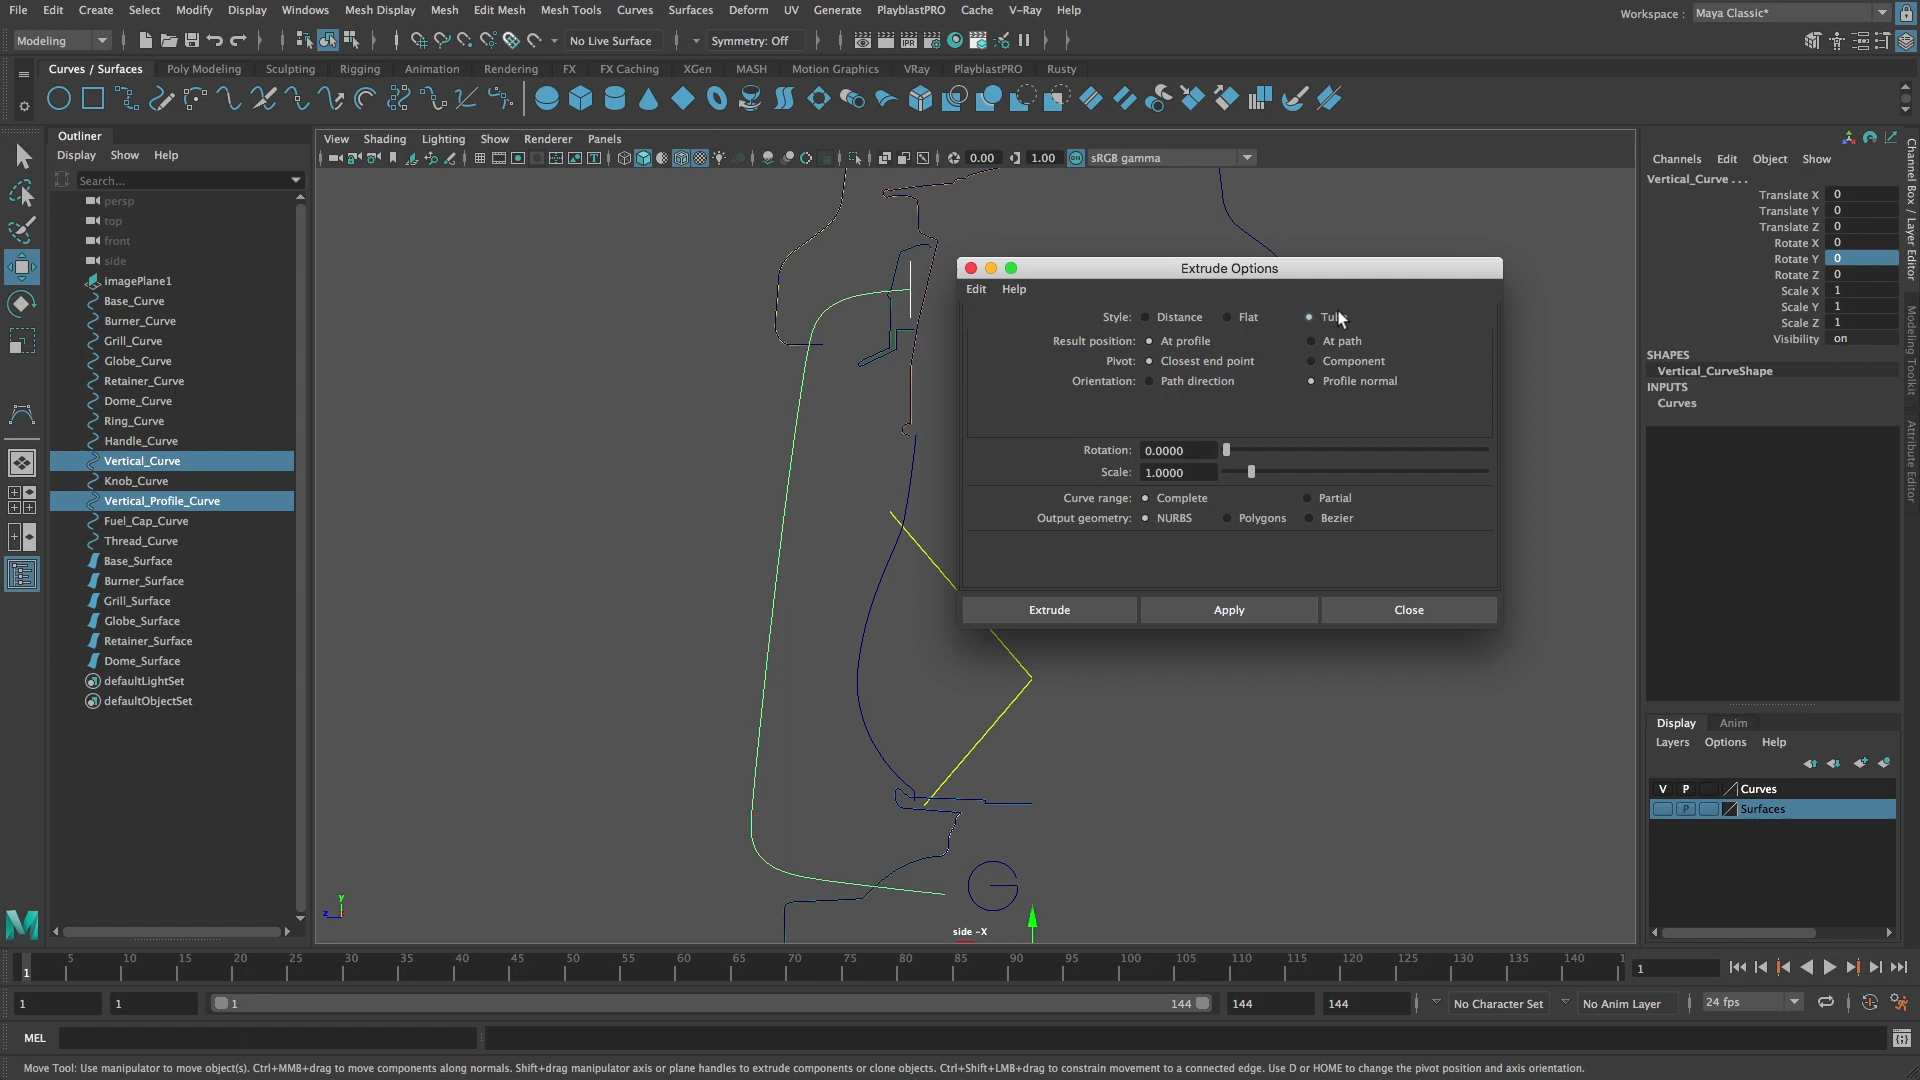 File Edit Create Select Modify Display Windows Mesh Display Mesh Edit Mesh Mesh Tools Curves Surfaces Deform UV Generate PlayblastPRO Cache V-Ray Help
Workspace : Maya Classic*
Modeling No Live Surface Symmetry: Off
Curves / Surfaces Poly Modeling Sculpting Rigging Animation Rendering FX FX Caching XGen MASH Motion Graphics VRay PlayblastPRO Rusty
Outliner
Display Show Help
Search...
persp
top
front
side
imagePlane1
Base_Curve
Burner_Curve
Grill_Curve
Globe_Curve
Retainer_Curve
Dome_Curve
Ring_Curve
Handle_Curve
Vertical_Curve
Knob_Curve
Vertical_Profile_Curve
Fuel_Cap_Curve
Thread_Curve
Base_Surface
Burner_Surface
Grill_Surface
Globe_Surface
Retainer_Surface
Dome_Surface
defaultLightSet
defaultObjectSet
View Shading Lighting Show Renderer Panels
0.00 1.00 ON sRGB gamma
Extrude Options
Edit Help
Style: Distance Flat
Result position: At profile At path
Pivot: Closest end point Component
Orientation: Path direction Profile normal
Rotation: 0.0000
Scale: 1.0000
Curve range: Complete Partial
Output geometry: NURBS Polygons Bezier
Extrude Apply Close
y
z
side -X
Channels Edit Object Show
Vertical_Curve . . .
Translate X 0
Translate Y 0
Translate Z 0
Rotate X 0
Rotate Y 0
Rotate Z 0
Scale X 1
Scale Y 1
Scale Z 1
Visibility on
SHAPES
Vertical_CurveShape
INPUTS
Curves
Channel Box / Layer Editor
Modeling Toolkit
Attribute Editor
Display Anim
Layers Options Help
V P Curves
P Surfaces
1 5 10 15 20 25 30 35 40 45 50 55 60 65 70 75 80 85 90 95 100 105 110 115 120 125 130 135 140 1 1
1 1 1 144 144 144 No Character Set No Anim Layer 24 fps
MEL
Move Tool: Use manipulator to move object(s). Ctrl+MMB+drag to move components along normals. Shift+drag manipulator axis or plane handles to extrude components or clone objects. Ctrl+Shift+LMB+drag to constrain movement to a connected edge. Use D or HOME to change the pivot position and axis orientation.